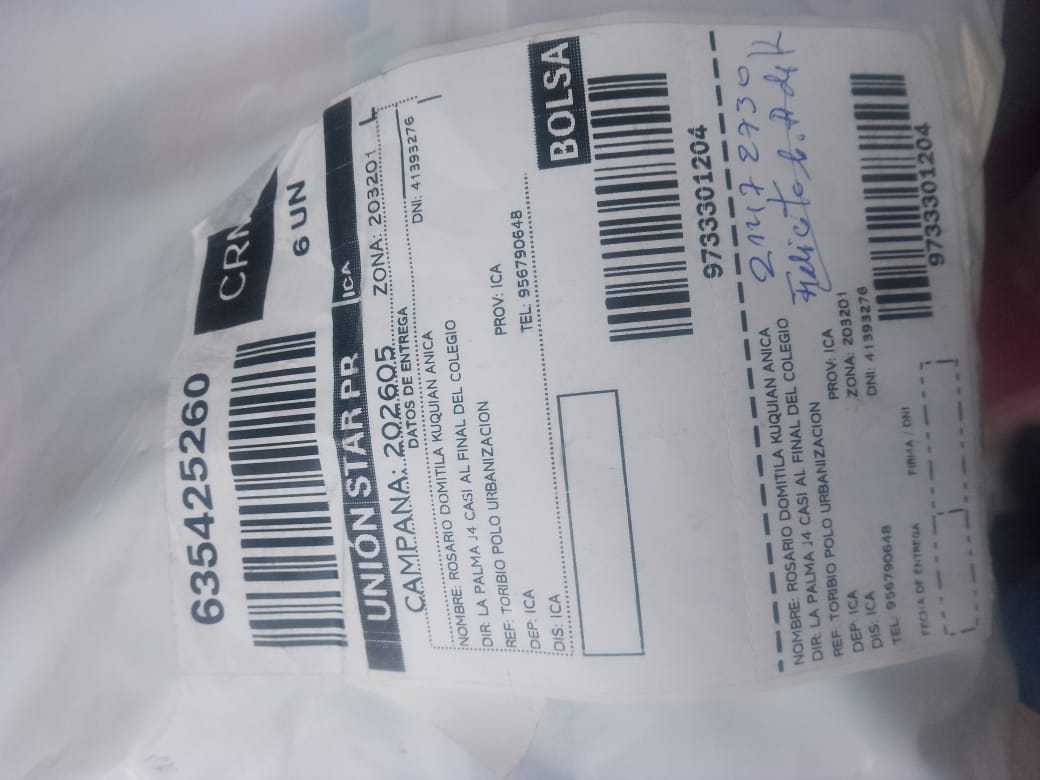 635425260
CRM
6 UN
UNION STAR PR ICA
CAMPAÑA: 202605 ZONA: 203201
DATOS DE ENTREGA
DNI: 41393276
NOMBRE: ROSARIO DOMITILA KUQUIAN ANICA
DIR: LA PALMA J4 CASI AL FINAL DEL COLEGIO
REF: TORIBIO POLO URBANIZACION
DEP: ICA PROV: ICA
DIS: ICA TEL: 956790648
BOLSA
9733301204
21472730
NOMBRE: ROSARIO DOMITILA KUQUIAN ANICA
DIR: LA PALMA J4 CASI AL FINAL DEL COLEGIO
REF: TORIBIO POLO URBANIZACION
DEP: ICA PROV: ICA
DIS: ICA ZONA: 203201
TEL: 956790648 DNI: 41393276
FECHA DE ENTREGA FIRMA / DNI
9733301204